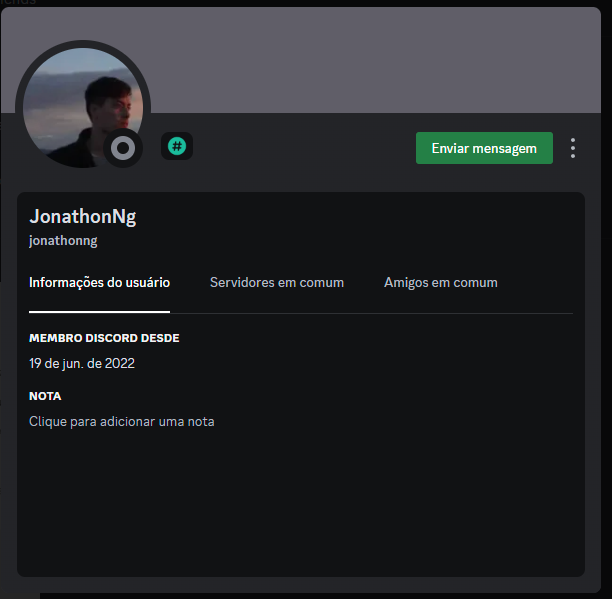 Enviar mensagem
JonathonNg
jonathonng
Informações do usuário
Servidores em comum
Amigos em comum
MEMBRO DISCORD DESDE
19 de jun. de 2022
NOTA
Clique para adicionar uma nota